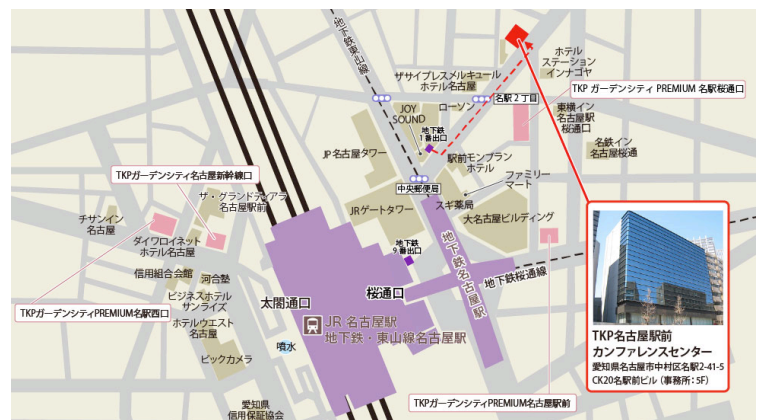 地下鉄東山線
ホテル
ステーション
インナゴヤ
ザサイプレスメルキュール
ホテル名古屋
名駅2丁目
TKP ガーデンシティ PREMIUM 名駅桜通口
JOY
SOUND
ローソン
地下鉄
1番出口
東横イン
名古屋駅
桜通口
名鉄イン
名古屋桜通
JP名古屋タワー
駅前モンブラン
ホテル
TKPガーデンシティ名古屋新幹線口
中央郵便局
ファミリー
マート
スギ薬局
ザ・グランドティアラ
名古屋駅前
JRゲートタワー
大名古屋ビルディング
チサンイン
名古屋
ダイワロイネット
ホテル名古屋
地下鉄
9番出口
地下鉄名古屋駅
地下鉄桜通線
信用組合会館
河合塾
ビジネスホテル
サンライズ
太閤通口
桜通口
TKPガーデンシティPREMIUM名駅西口
ホテルウエスト
名古屋
JR 名古屋駅
地下鉄・東山線名古屋駅
噴水
ビックカメラ
TKP名古屋駅前
カンファレンスセンター
愛知県名古屋市中村区名駅2-41-5
CK20名駅前ビル（事務所：5F）
TKPガーデンシティPREMIUM名古屋駅前
愛知県
信用保証協会